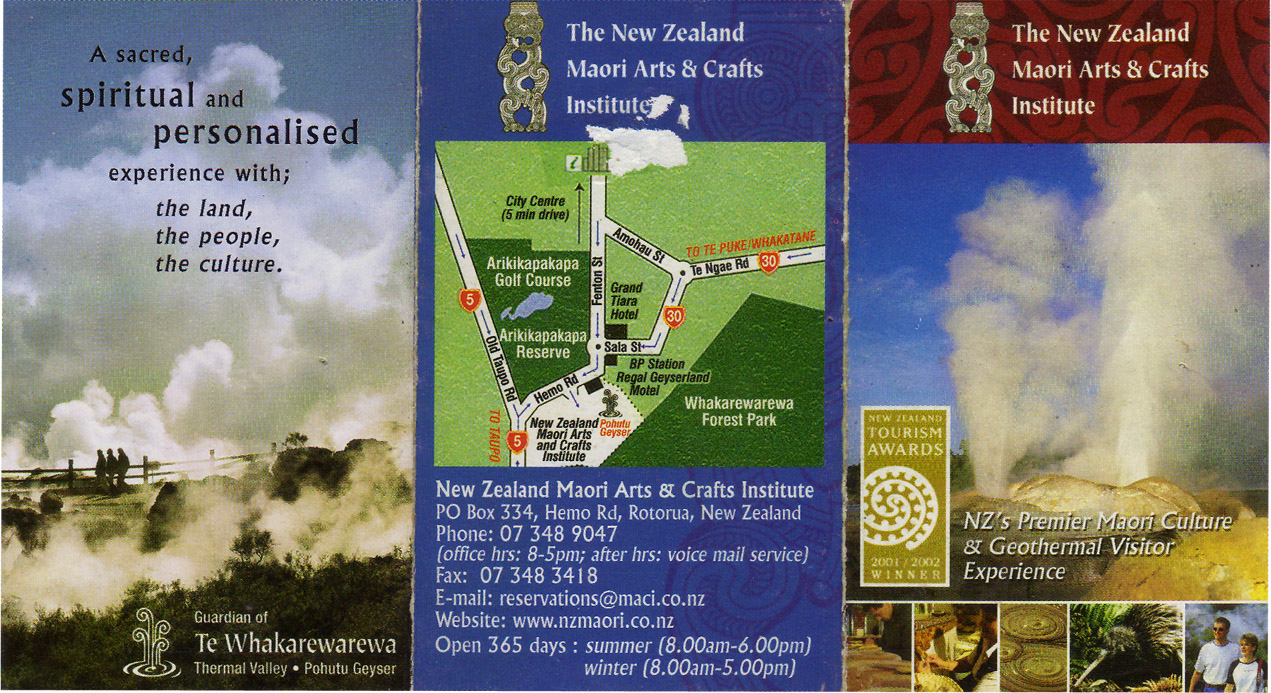 A sacred,
spiritual and
personalised
experience with;
the land,
the people,
the culture.
Guardian of
Te Whakarewarewa
Thermal Valley • Pohutu Geyser
The New Zealand
Maori Arts & Crafts
Institute
i
City Centre
(5 min drive)
Amohau St
TO TE PUKE/WHAKATANE
Te Ngae Rd
30
Arikikapakapa
Golf Course
Fenton St
Grand
Tiara
Hotel
5
30
Old Taupo Rd
Arikikapakapa
Reserve
Sala St
BP Station
Regal Geyserland
Motel
Hemo Rd
Whakarewarewa
Forest Park
TO TAUPO
5
New Zealand
Maori Arts
and Crafts
Institute
Pohutu
Geyser
New Zealand Maori Arts & Crafts Institute
PO Box 334, Hemo Rd, Rotorua, New Zealand
Phone: 07 348 9047
(office hrs: 8-5pm; after hrs: voice mail service)
Fax: 07 348 3418
E-mail: reservations@maci.co.nz
Website: www.nzmaori.co.nz
Open 365 days : summer (8.00am-6.00pm)
winter (8.00am-5.00pm)
The New Zealand
Maori Arts & Crafts
Institute
NEW ZEALAND
TOURISM
AWARDS
2001/2002
WINNER
NZ's Premier Maori Culture
& Geothermal Visitor
Experience